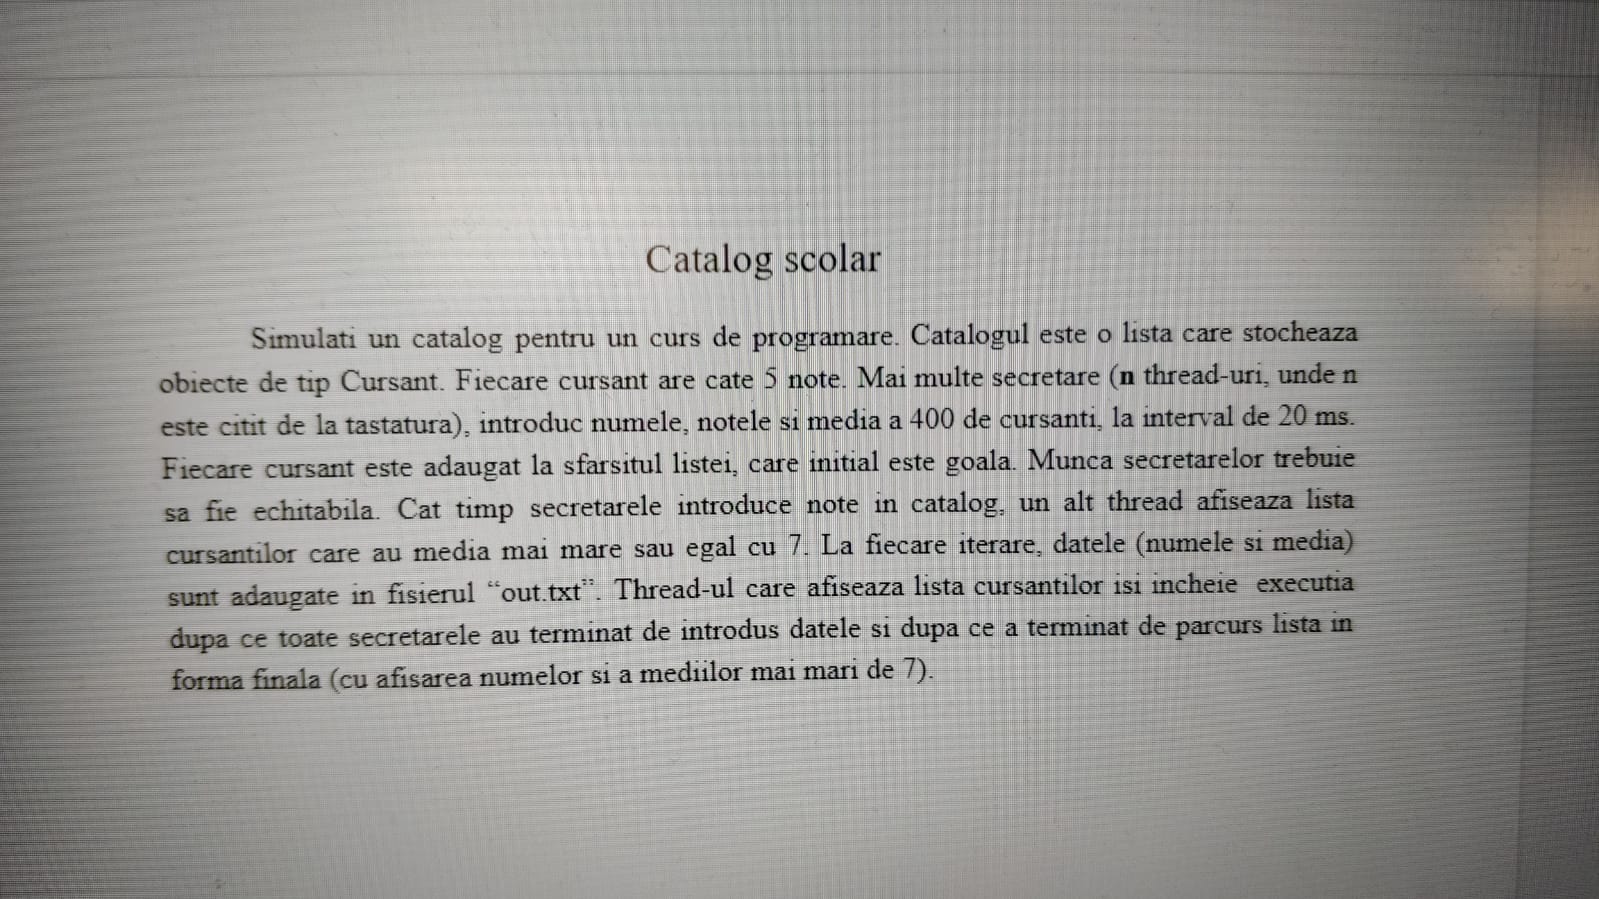 Catalog scolar
Simulati un catalog pentru un curs de programare. Catalogul este o lista care stocheaza
obiecte de tip Cursant. Fiecare cursant are cate 5 note. Mai multe secretare (n thread-uri, unde n
este citit de la tastatura), introduc numele, notele si media a 400 de cursanti, la interval de 20 ms.
Fiecare cursant este adaugat la sfarsitul listei, care initial este goala. Munca secretarelor trebuie
sa fie echitabila. Cat timp secretarele introduce note in catalog, un alt thread afiseaza lista
cursantilor care au media mai mare sau egal cu 7. La fiecare iterare, datele (numele si media)
sunt adaugate in fisierul “out.txt”. Thread-ul care afiseaza lista cursantilor isi incheie executia
dupa ce toate secretarele au terminat de introdus datele si dupa ce a terminat de parcurs lista in
forma finala (cu afisarea numelor si a mediilor mai mari de 7).